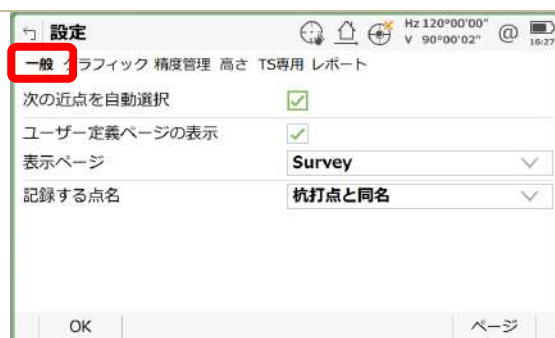 設定 Hz 120°00'00" @
V 90°00'02" 16:27
一般 グラフィック 精度管理 高さ TS専用 レポート
次の近点を自動選択
ユーザー定義ページの表示
表示ページ Survey
記録する点名 杭打点と同名
OK ページ